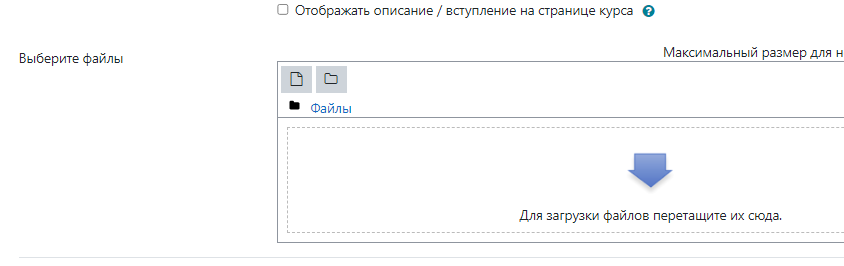 Отображать описание / вступление на странице курса
Выберите файлы
Максимальный размер для
Файлы
Для загрузки файлов перетащите их сюда.